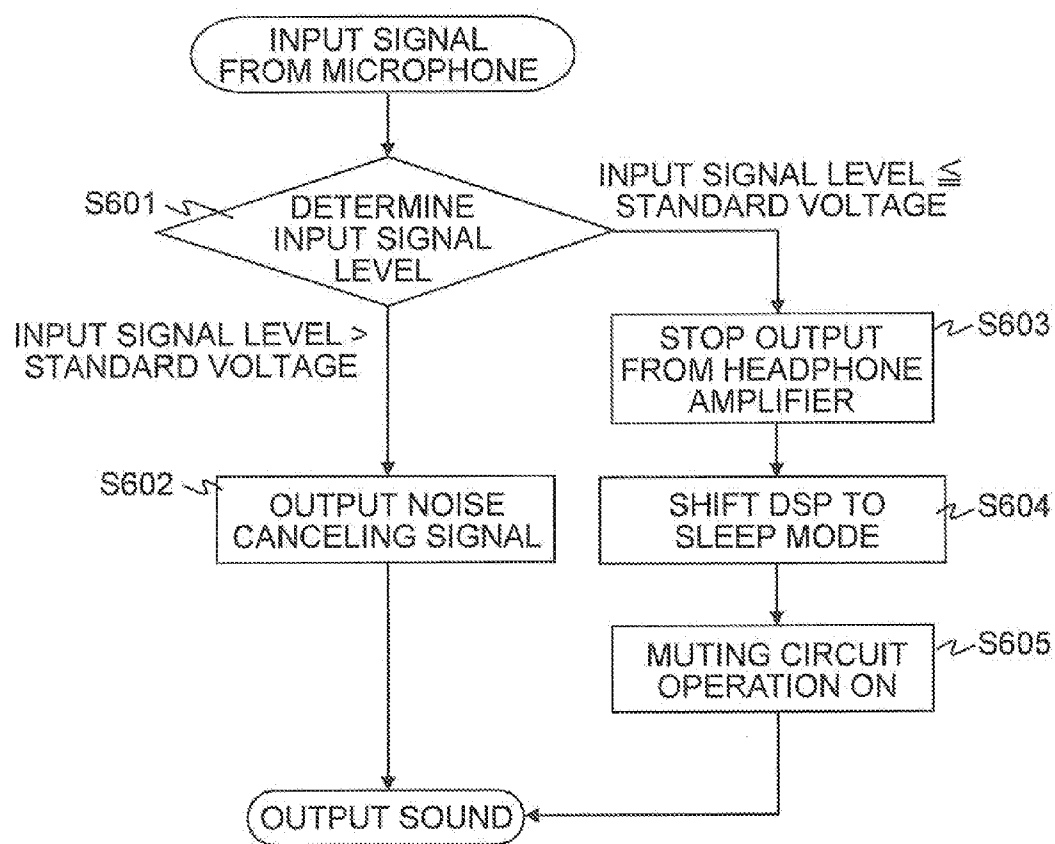 INPUT SIGNAL
FROM MICROPHONE
S601
DETERMINE
INPUT SIGNAL
LEVEL
INPUT SIGNAL LEVEL ≦
STANDARD VOLTAGE
INPUT SIGNAL LEVEL >
STANDARD VOLTAGE
S603
STOP OUTPUT
FROM HEADPHONE
AMPLIFIER
S602
OUTPUT NOISE
CANCELING SIGNAL
SHIFT DSP TO
SLEEP MODE
S604
MUTING CIRCUIT
OPERATION ON
S605
OUTPUT SOUND